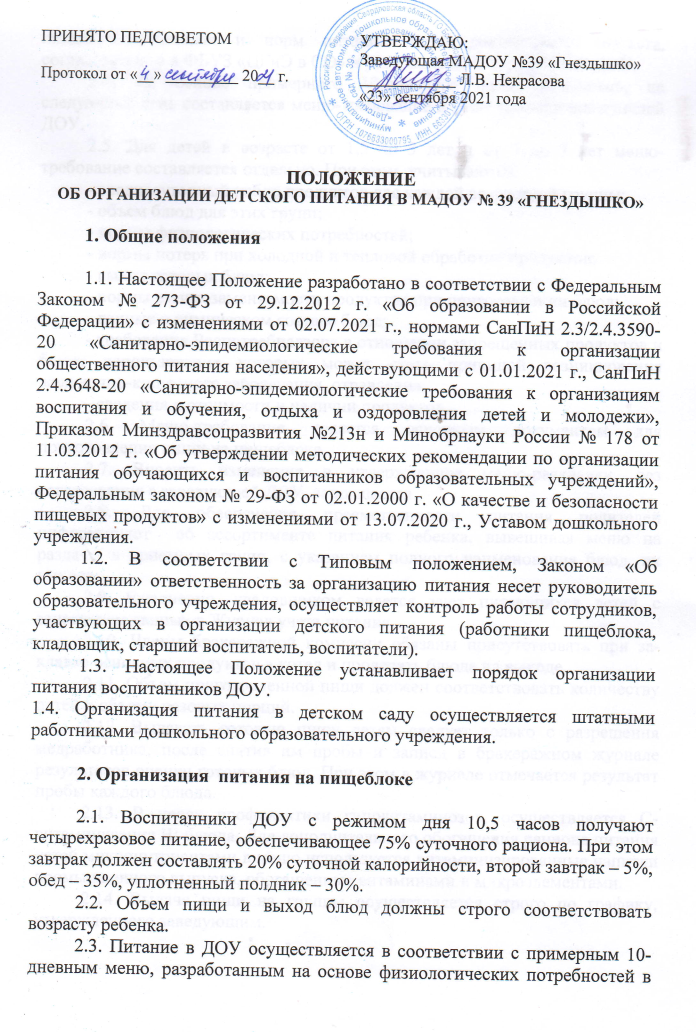 ПРИНЯТО ПЕДСОВЕТОМ
УТВЕРЖДАЮ:
Заведующая МАДОУ №39 «Гнездышко»
Протокол от «4» сентября 2021 г.
Л.В. Некрасова
«23» сентября 2021 года
ПОЛОЖЕНИЕ
ОБ ОРГАНИЗАЦИИ ДЕТСКОГО ПИТАНИЯ В МАДОУ № 39 «ГНЕЗДЫШКО»
1. Общие положения
1.1. Настоящее Положение разработано в соответствии с Федеральным
Законом № 273-ФЗ от 29.12.2012 г. «Об образовании в Российской
Федерации» с изменениями от 02.07.2021 г., нормами СанПиН 2.3/2.4.3590-
20 «Санитарно-эпидемиологические требования к организации
общественного питания населения», действующими с 01.01.2021 г., СанПиН
2.4.3648-20 «Санитарно-эпидемиологические требования к организациям
воспитания и обучения, отдыха и оздоровления детей и молодежи»,
Приказом Минздравсоцразвития №213н и Минобрнауки России № 178 от
11.03.2012 г. «Об утверждении методических рекомендации по организации
питания обучающихся и воспитанников образовательных учреждений»,
Федеральным законом № 29-ФЗ от 02.01.2000 г. «О качестве и безопасности
пищевых продуктов» с изменениями от 13.07.2020 г., Уставом дошкольного
учреждения.
1.2. В соответствии с Типовым положением, Законом «Об
образовании» ответственность за организацию питания несет руководитель
образовательного учреждения, осуществляет контроль работы сотрудников,
участвующих в организации детского питания (работники пищеблока,
кладовщик, старший воспитатель, воспитатели).
1.3. Настоящее Положение устанавливает порядок организации
питания воспитанников ДОУ.
1.4. Организация питания в детском саду осуществляется штатными
работниками дошкольного образовательного учреждения.
2. Организация питания на пищеблоке
2.1. Воспитанники ДОУ с режимом дня 10,5 часов получают
четырехразовое питание, обеспечивающее 75% суточного рациона. При этом
завтрак должен составлять 20% суточной калорийности, второй завтрак – 5%,
обед – 35%, уплотненный полдник – 30%.
2.2. Объем пищи и выход блюд должны строго соответствовать
возрасту ребенка.
2.3. Питание в ДОУ осуществляется в соответствии с примерным 10-
дневным меню, разработанным на основе физиологических потребностей в